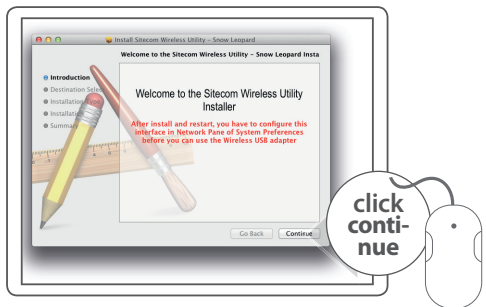 Install Sitecom Wireless Utility – Snow Leopard
Welcome to the Sitecom Wireless Utility – Snow Leopard Insta
Introduction
Destination Selec
Installation Type
Installation
Summary
Welcome to the Sitecom Wireless Utility
Installer
After install and restart, you have to configure this
interface in Network Pane of System Preferences
before you can use the Wireless USB adapter
Go Back
Continue
click
conti-
nue